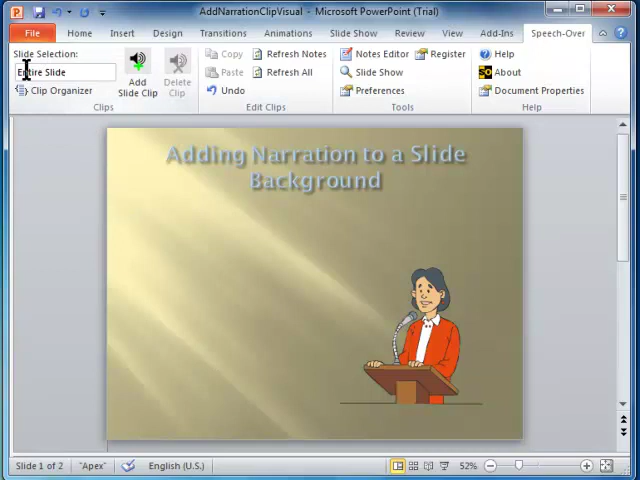 AddNarrationClipVisual - Microsoft PowerPoint (Trial)
File Home Insert Design Transitions Animations Slide Show Review View Add-Ins Speech-Over
Slide Selection:
Entire Slide
Clip Organizer
Add Slide Clip
Delete Clip
Clips
Copy
Paste
Undo
Refresh Notes
Refresh All
Edit Clips
Notes Editor
Slide Show
Preferences
Register
Tools
Help
About
Document Properties
Help
Adding Narration to a Slide
Background
Slide 1 of 2 "Apex" English (U.S.) 52%